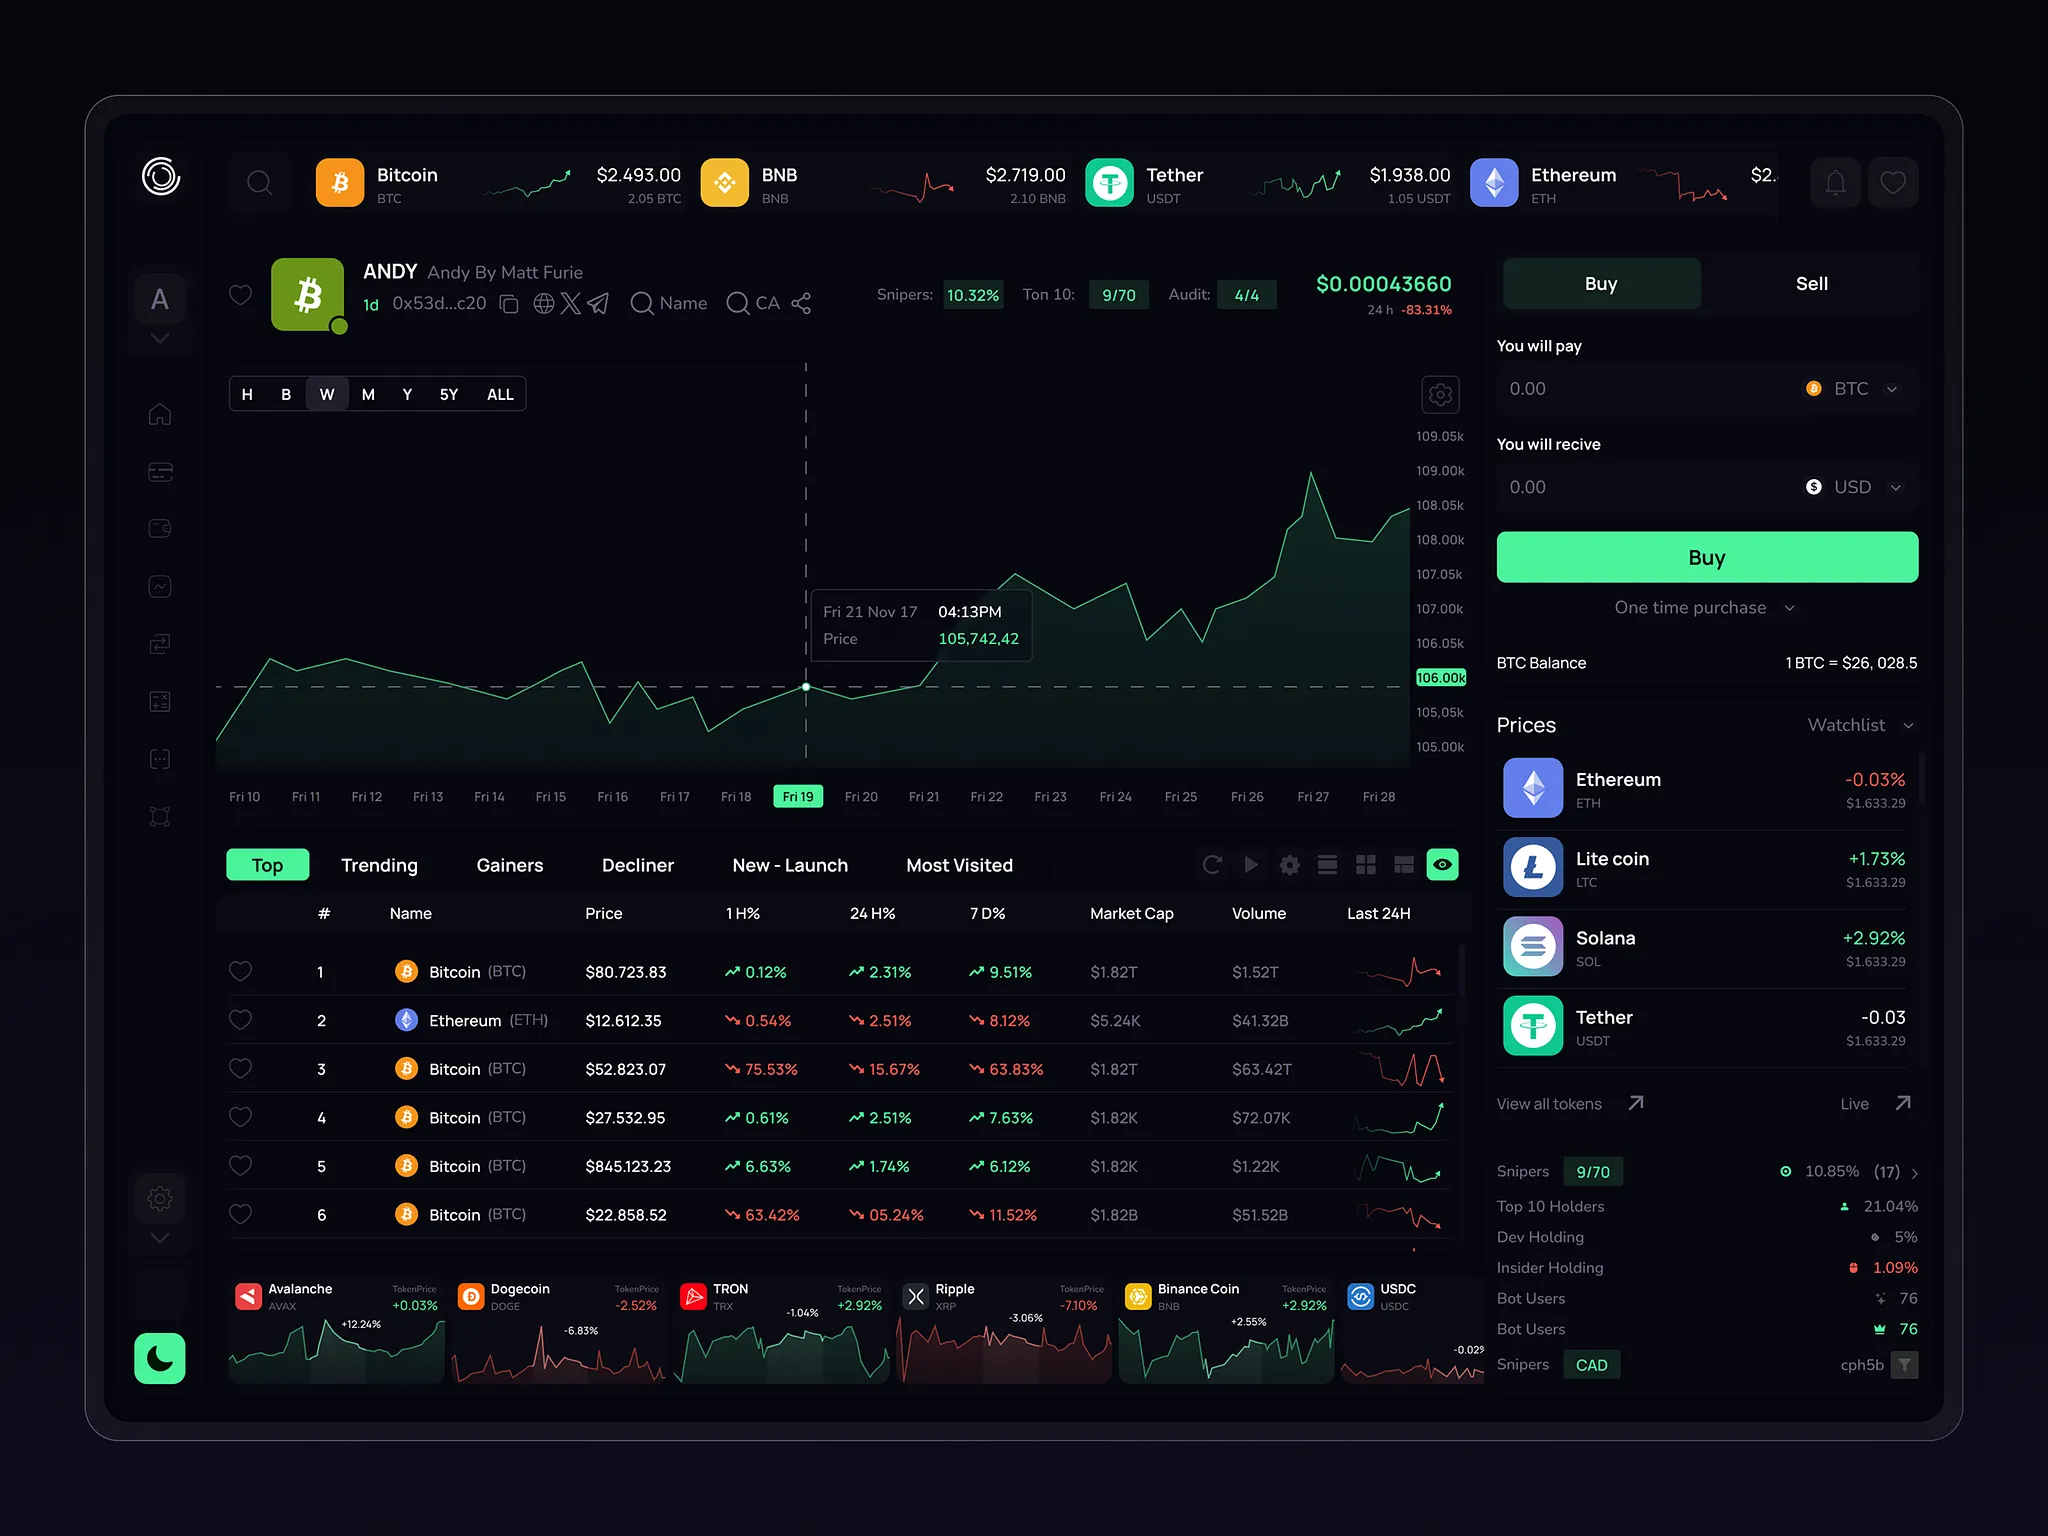 Bitcoin $2.493.00 BNB $2.719.00 Tether $1.938.00 Ethereum $2.
BTC 2.05 BTC BNB 2.10 BNB USDT 1.05 USDT ETH
A
ANDY Andy By Matt Furie
1d 0x53d...c20 Name CA
Snipers: 10.32% Топ 10: 9/70 Audit: 4/4
$0.00043660
24 h -83.31%
H B W M Y 5Y ALL
109.05k
109.00k
108.05k
108.00k
107.05k
107.00k
106.05k
106.00k
105,05k
105.00k
Fri 21 Nov 17 04:13PM
Price 105,742,42
Fri 10 Fri 11 Fri 12 Fri 13 Fri 14 Fri 15 Fri 16 Fri 17 Fri 18 Fri 19 Fri 20 Fri 21 Fri 22 Fri 23 Fri 24 Fri 25 Fri 26 Fri 27 Fri 28
Top Trending Gainers Decliner New - Launch Most Visited
# Name Price 1 H% 24 H% 7 D% Market Cap Volume Last 24H
1 Bitcoin (BTC) $80.723.83 0.12% 2.31% 9.51% $1.82T $1.52T
2 Ethereum (ETH) $12.612.35 0.54% 2.51% 8.12% $5.24K $41.32B
3 Bitcoin (BTC) $52.823.07 75.53% 15.67% 63.83% $1.82T $63.42T
4 Bitcoin (BTC) $27.532.95 0.61% 2.51% 7.63% $1.82K $72.07K
5 Bitcoin (BTC) $845.123.23 6.63% 1.74% 6.12% $1.82K $1.22K
6 Bitcoin (BTC) $22.858.52 63.42% 05.24% 11.52% $1.82B $51.52B
Avalanche TokenPrice
AVAX +0.03%
+12.24%
Dogecoin TokenPrice
DOGE -2.52%
-6.83%
TRON TokenPrice
TRX +2.92%
-1.04%
Ripple TokenPrice
XRP -7.10%
-3.06%
Binance Coin TokenPrice
BNB +2.92%
+2.55%
USDC
USDC
-0.02%
Buy Sell
You will pay
0.00 BTC
You will recive
0.00 USD
Buy
One time purchase
BTC Balance 1 BTC = $26, 028.5
Prices Watchlist
Ethereum -0.03%
ETH $1.633.29
Lite coin +1.73%
LTC $1.633.29
Solana +2.92%
SOL $1.633.29
Tether -0.03
USDT $1.633.29
View all tokens Live
Snipers 9/70 10.85% (17)
Top 10 Holders 21.04%
Dev Holding 5%
Insider Holding 1.09%
Bot Users 76
Bot Users 76
Snipers CAD cph5b